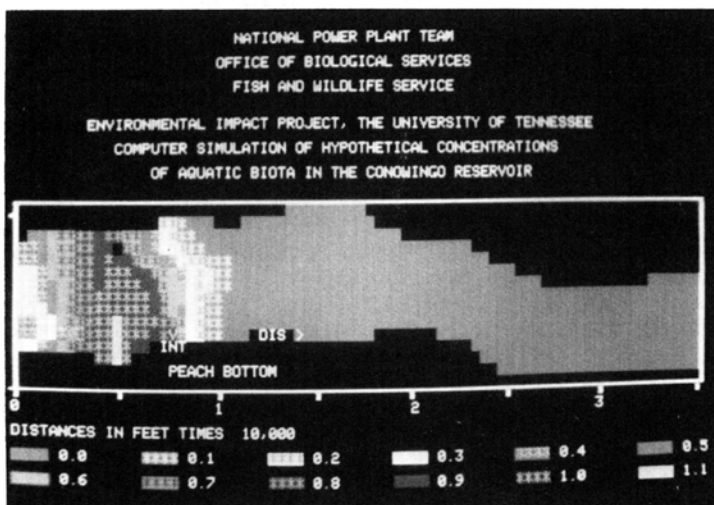 NATIONAL POWER PLANT TEAM
OFFICE OF BIOLOGICAL SERVICES
FISH AND WILDLIFE SERVICE
ENVIRONMENTAL IMPACT PROJECT, THE UNIVERSITY OF TENNESSEE
COMPUTER SIMULATION OF HYPOTHETICAL CONCENTRATIONS
OF AQUATIC BIOTA IN THE CONOWINGO RESERVOIR
DIS >
INT
PEACH BOTTOM
0 1 2 3
DISTANCES IN FEET TIMES 10,000
0.0 0.1 0.2 0.3 0.4 0.5
0.6 0.7 0.8 0.9 1.0 1.1